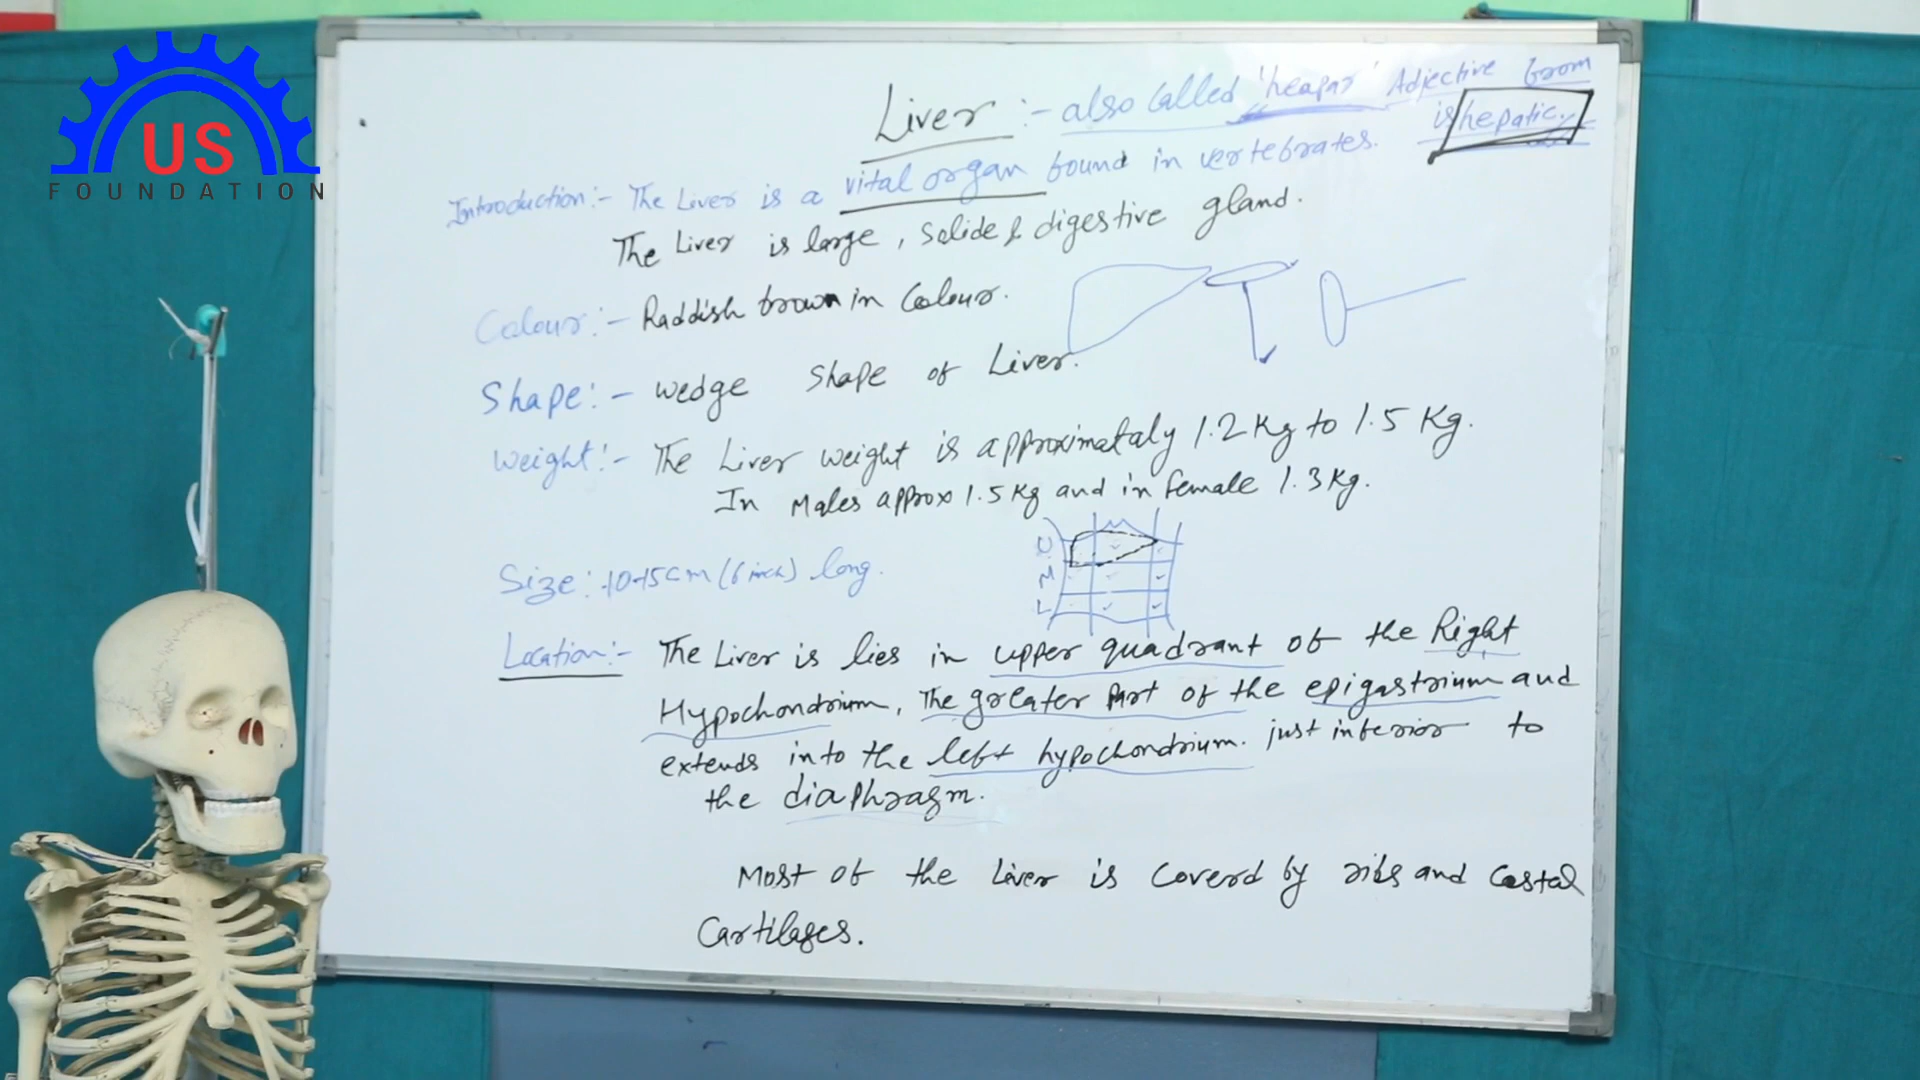 US
FOUNDATION
Liver :- also called 'heapar' Adjective from
is hepatic.
Introduction:- The Liver is a vital organ found in vertebrates.
The Liver is large, Solide & digestive gland.
Colour:- Raddish brown in Colour.
Shape:- wedge shape of Liver.
Weight:- The Liver weight is approximataly 1.2 Kg to 1.5 Kg.
In Males approx 1.5 Kg and in female 1.3 Kg.
U
M
L
Size:- 10-15cm (6 inch) long.
Location:- The Liver is lies in upper quadrant of the Right
Hypochondrium, The greater Part of the epigastrium and
extends into the left hypochondrium. just inferior to
the diaphragm.
Most of the Liver is Coverd by ribs and Costal
Cartilages.